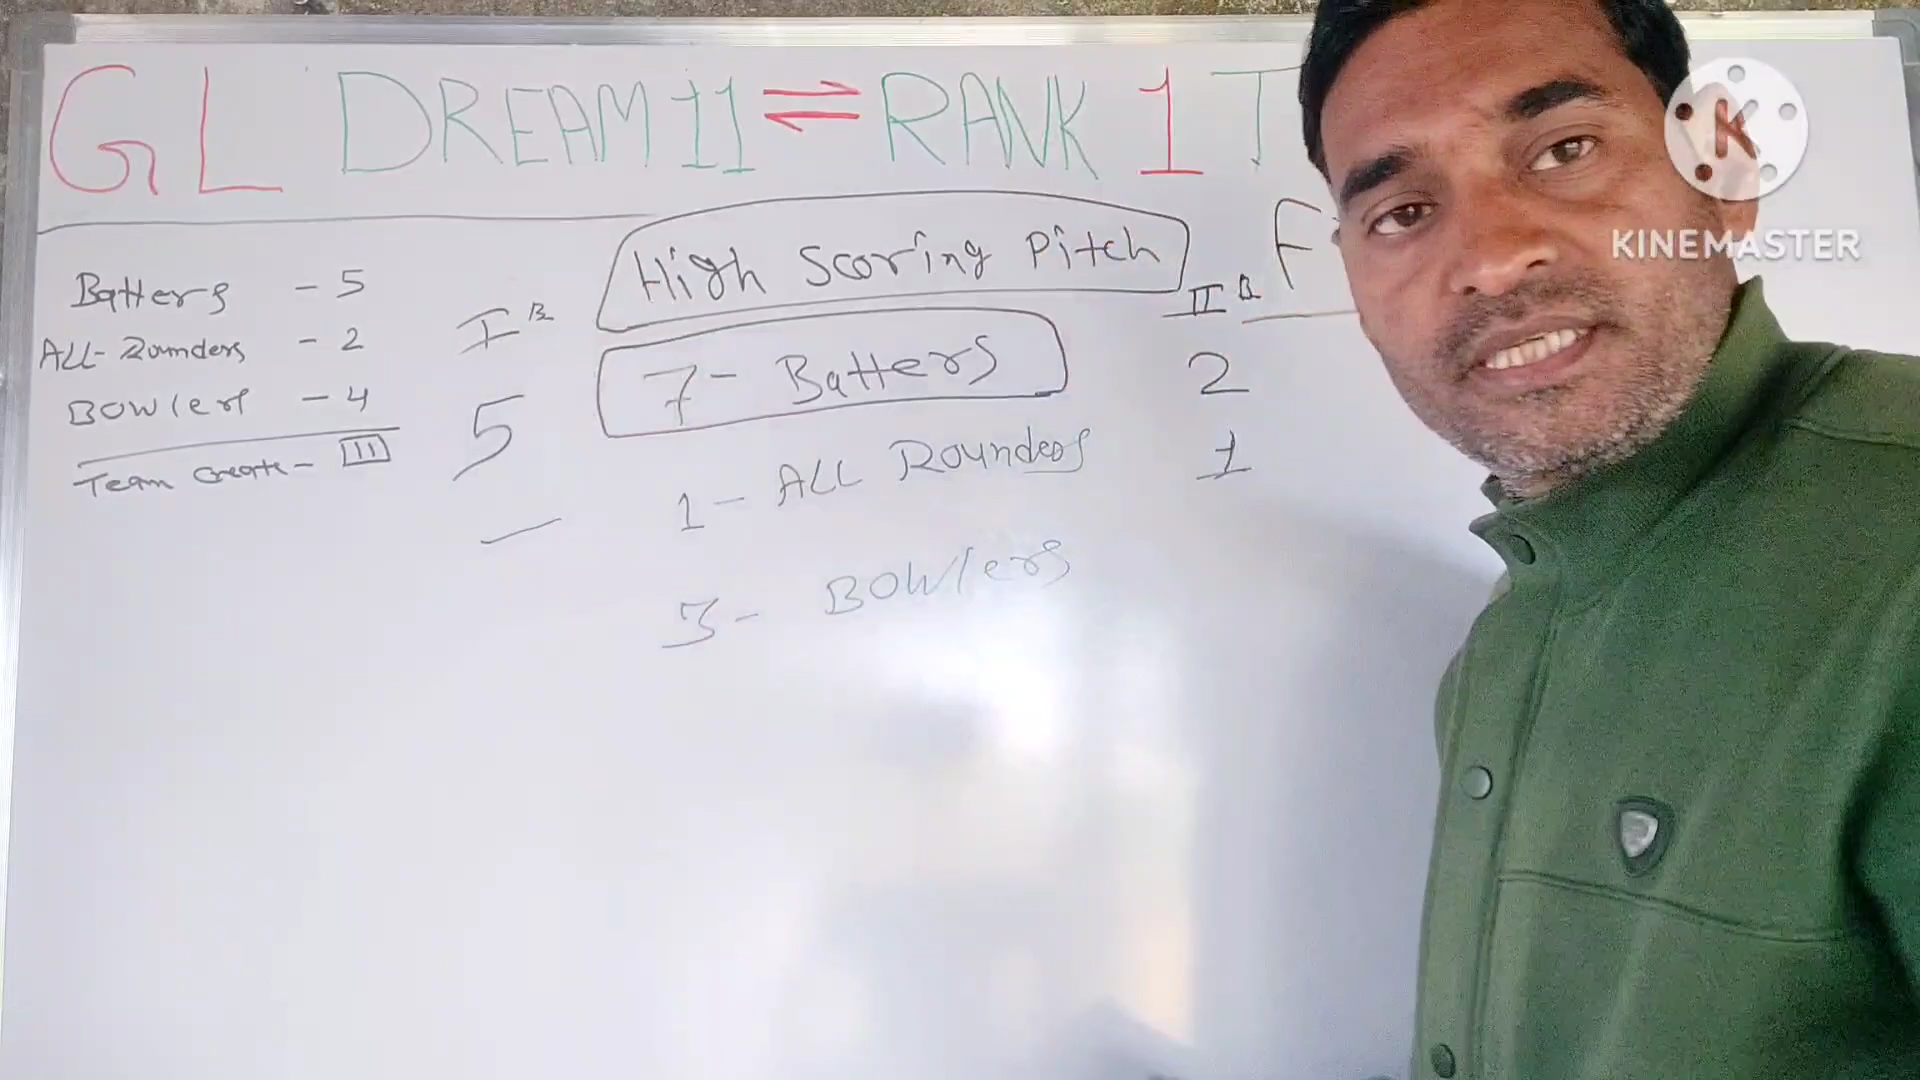 GL DREAM 11 ⇌ RANK 1 T
High Scoring Pitch
Batters - 5
ALL-Rounders - 2
BOWlers - 4
Team Create - 11
I B
5
7- Batters
1- ALL Rounders
3- BOWlers
II B
2
1
F
K
KINEMASTER